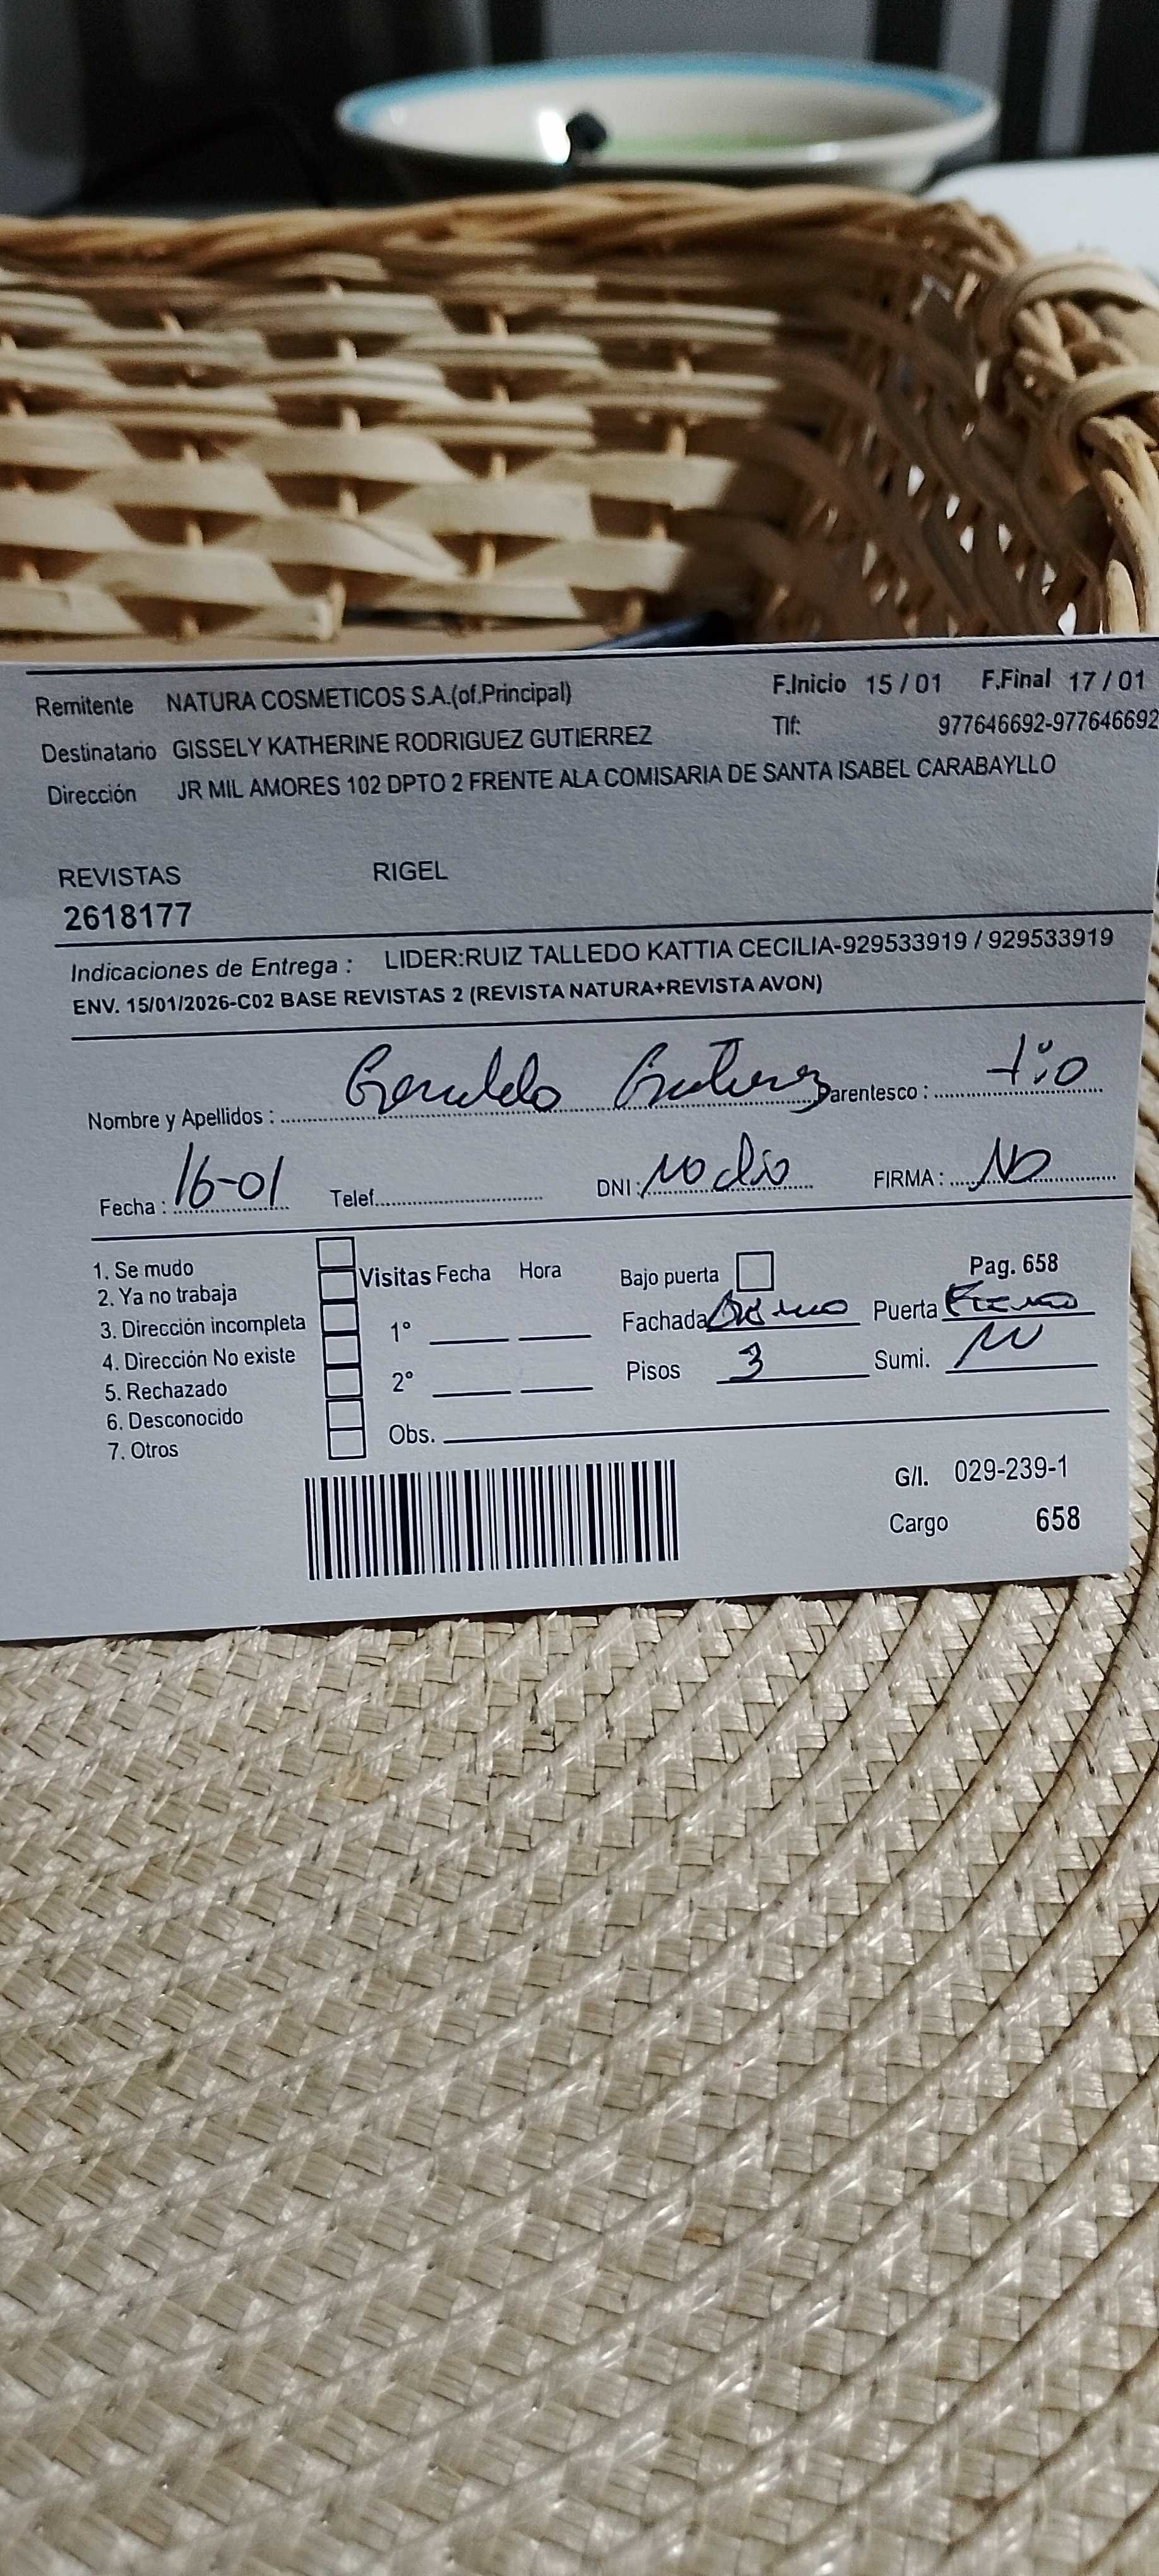 Remitente NATURA COSMETICOS S.A.(of.Principal) F.Inicio 15 / 01 F.Final 17 / 01
Destinatario GISSELY KATHERINE RODRIGUEZ GUTIERREZ Tlf: 977646692-977646692
Dirección JR MIL AMORES 102 DPTO 2 FRENTE ALA COMISARIA DE SANTA ISABEL CARABAYLLO
REVISTAS RIGEL
2618177
Indicaciones de Entrega : LIDER:RUIZ TALLEDO KATTIA CECILIA-929533919 / 929533919
ENV. 15/01/2026-C02 BASE REVISTAS 2 (REVISTA NATURA+REVISTA AVON)
Nombre y Apellidos : Gutierrez Parentesco : tio
Fecha : 16-01 Telef. DNI : no dio FIRMA : No
1. Se mudo
2. Ya no trabaja Visitas Fecha Hora Bajo puerta Pag. 658
3. Dirección incompleta 1° Fachada Puerta Fierro
4. Dirección No existe
5. Rechazado 2° Pisos 3 Sumi. N
6. Desconocido
7. Otros Obs.
G/I. 029-239-1
Cargo 658